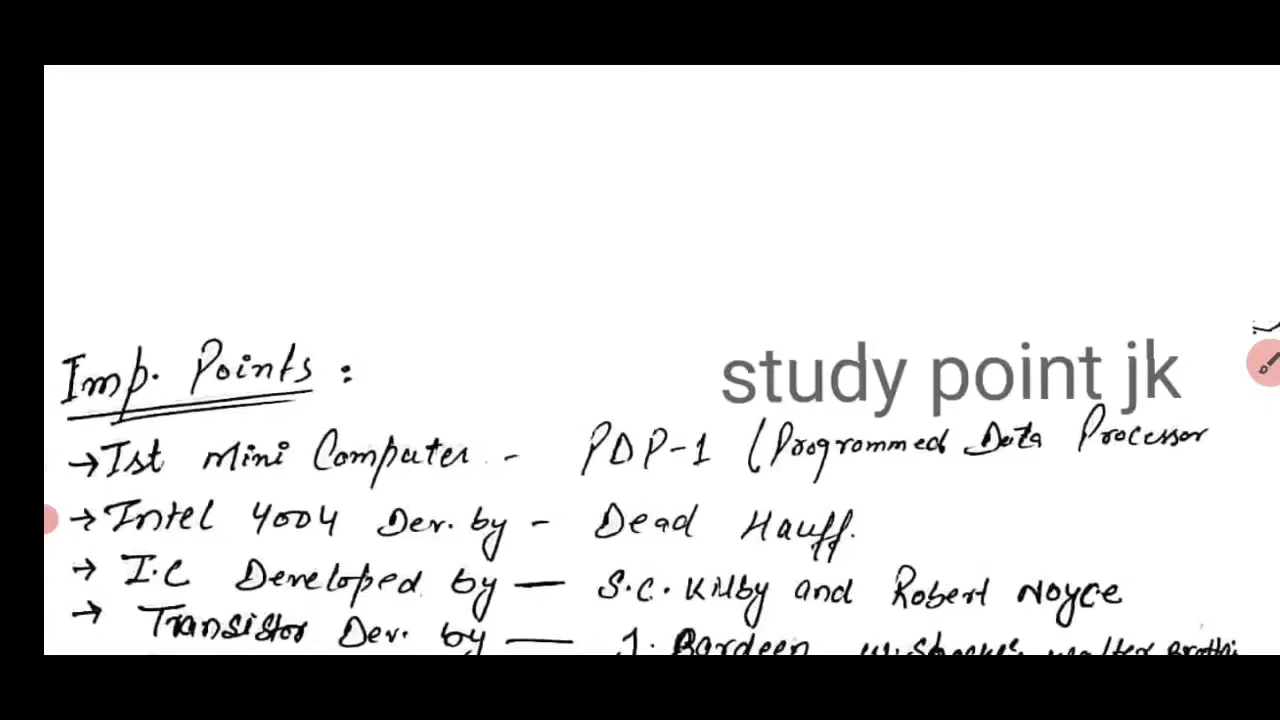 Imp. Points :
study point jk
→ Ist Mini Computer - PDP-1 (Programmed Data Processor
→ Intel 4004 Dev. by - Dead Hauff.
→ I.C Developed by — S.C. Kilby and Robert Noyce
→ Transistor Dev. by — J. Bardeen